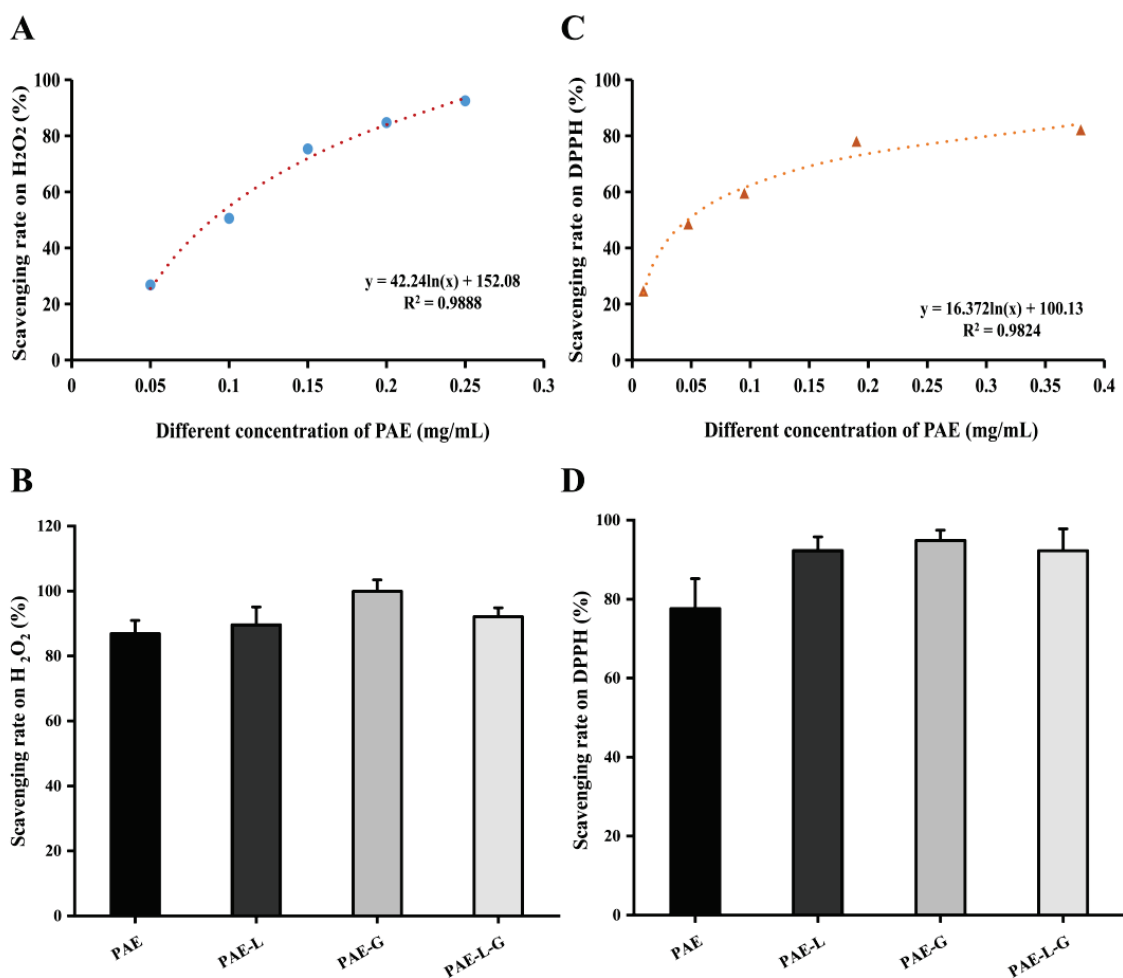 A
Scavenging rate on H2O2 (%)
100
80
60
40
20
0
0
0.05
0.1
0.15
0.2
0.25
0.3
y = 42.24ln(x) + 152.08
R² = 0.9888
Different concentration of PAE (mg/mL)
C
Scavenging rate on DPPH (%)
100
80
60
40
20
0
0
0.05
0.1
0.15
0.2
0.25
0.3
0.35
0.4
y = 16.372ln(x) + 100.13
R² = 0.9824
Different concentration of PAE (mg/mL)
B
Scavenging rate on H₂O₂ (%)
120
100
80
60
40
20
0
PAE
PAE-L
PAE-G
PAE-L-G
D
Scavenging rate on DPPH (%)
100
80
60
40
20
0
PAE
PAE-L
PAE-G
PAE-L-G